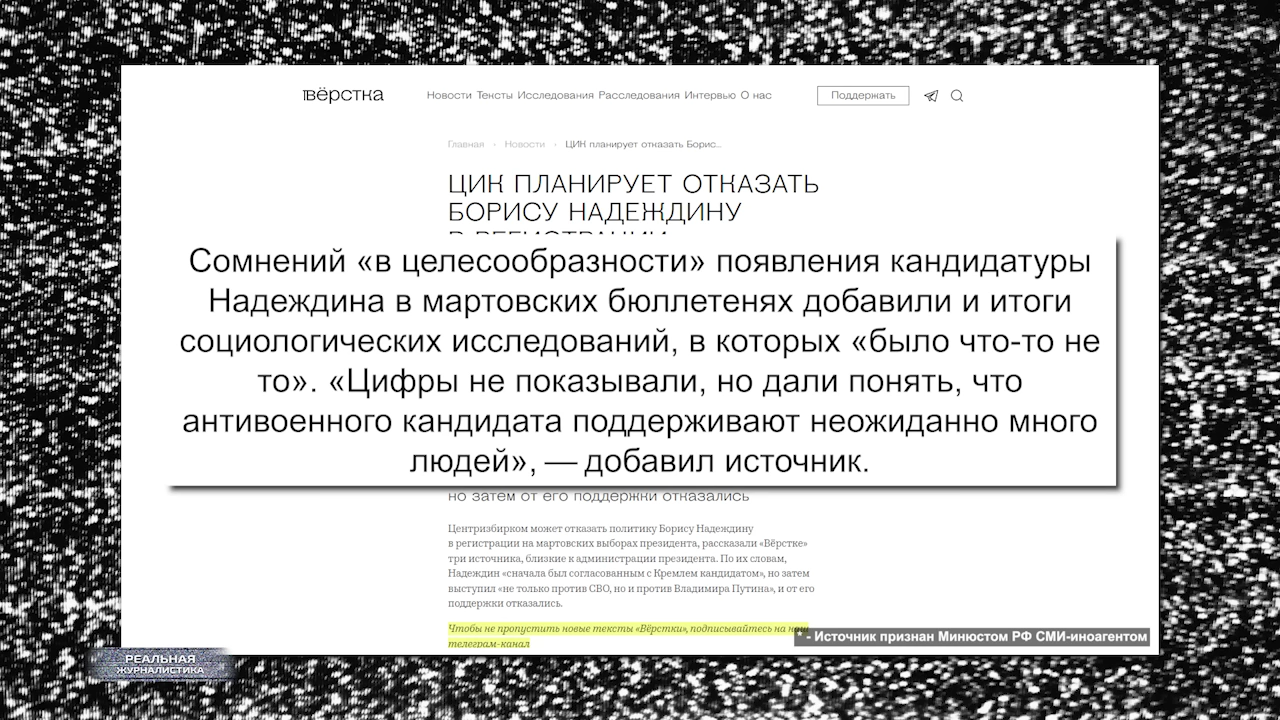 вёрстка
Новости Тексты Исследования Расследования Интервью О нас
Поддержать
Главная • Новости • ЦИК планирует отказать Борис...
ЦИК ПЛАНИРУЕТ ОТКАЗАТЬ
БОРИСУ НАДЕЖДИНУ
В РЕГИСТРАЦИИ
Сомнений «в целесообразности» появления кандидатуры
Надеждина в мартовских бюллетенях добавили и итоги
социологических исследований, в которых «было что-то не
то». «Цифры не показывали, но дали понять, что
антивоенного кандидата поддерживают неожиданно много
людей», — добавил источник.
но затем от его поддержки отказались
Центризбирком может отказать политику Борису Надеждину
в регистрации на мартовских выборах президента, рассказали «Вёрстке»
три источника, близкие к администрации президента. По их словам,
Надеждин «сначала был согласованным с Кремлем кандидатом», но затем
выступил «не только против СВО, но и против Владимира Путина», и от его
поддержки отказались.
Чтобы не пропустить новые тексты «Вёрстки», подписывайтесь на наш
телеграм-канал
* - Источник признан Минюстом РФ СМИ-иноагентом
РЕАЛЬНАЯ
ЖУРНАЛИСТИКА